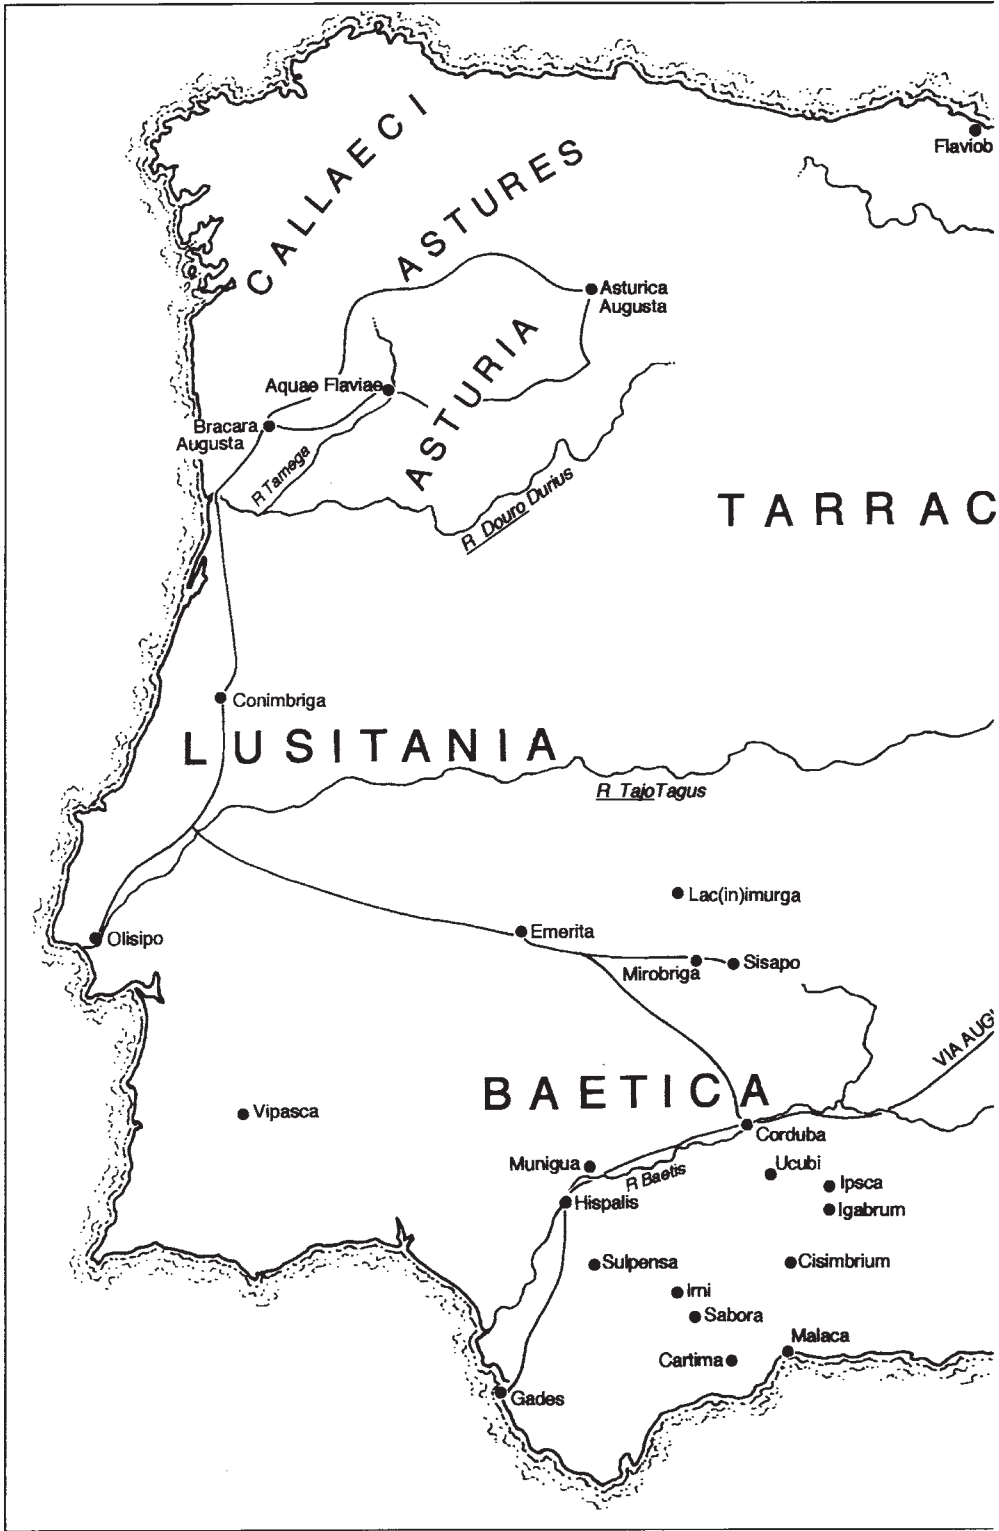 CALLAECI
ASTURES
Flaviob
Asturica
Augusta
ASTURIA
Aquae Flaviae
Bracara
Augusta
R Tamega
R Douro Durius
TARRAC
Conimbriga
LUSITANIA
R Tajo Tagus
Lac(in)imurga
Olisipo
Emerita
Mirobriga
Sisapo
VIA AUG
BAETICA
Vipasca
Corduba
Munigua
R Baetis
Ucubi
Ipsca
Hispalis
Igabrum
Sulpensa
Cisimbrium
Irni
Sabora
Malaca
Cartima
Gades